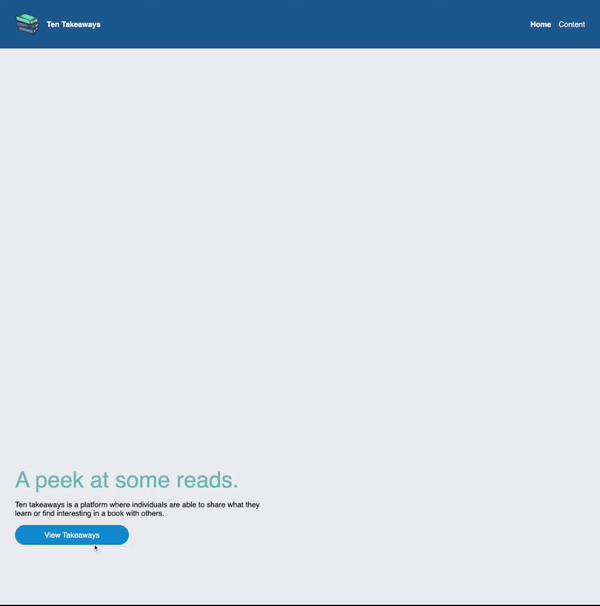 Ten Takeaways
Home
Content
A peek at some reads.
Ten takeaways is a platform where individuals are able to share what they
learn or find interesting in a book with others.
View Takeaways